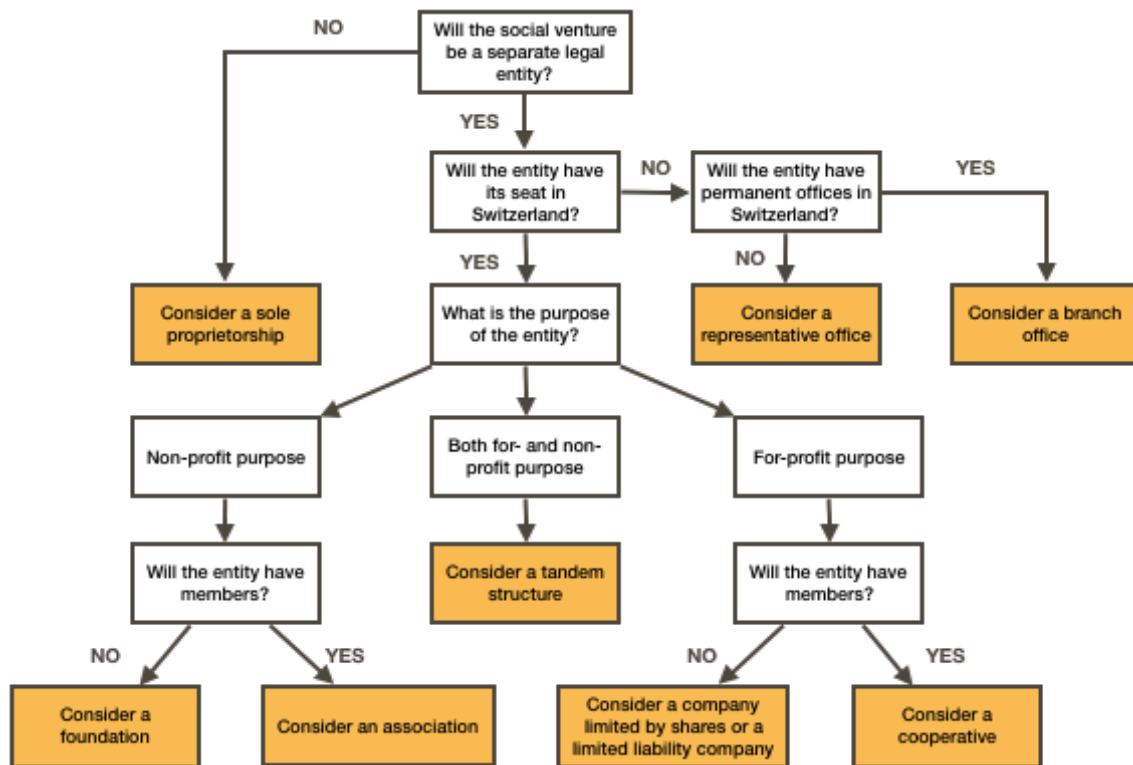 NO
Will the social venture
be a separate legal
entity?
YES
Will the entity have
its seat in
Switzerland?
NO
Will the entity have
permanent offices in
Switzerland?
YES
YES
NO
Consider a sole
proprietorship
What is the purpose
of the entity?
Consider a
representative office
Consider a branch
office
Non-profit purpose
Both for- and non-
profit purpose
For-profit purpose
Will the entity have
members?
Consider a tandem
structure
Will the entity have
members?
NO
YES
NO
YES
Consider a
foundation
Consider an association
Consider a company
limited by shares or a
limited liability company
Consider a
cooperative